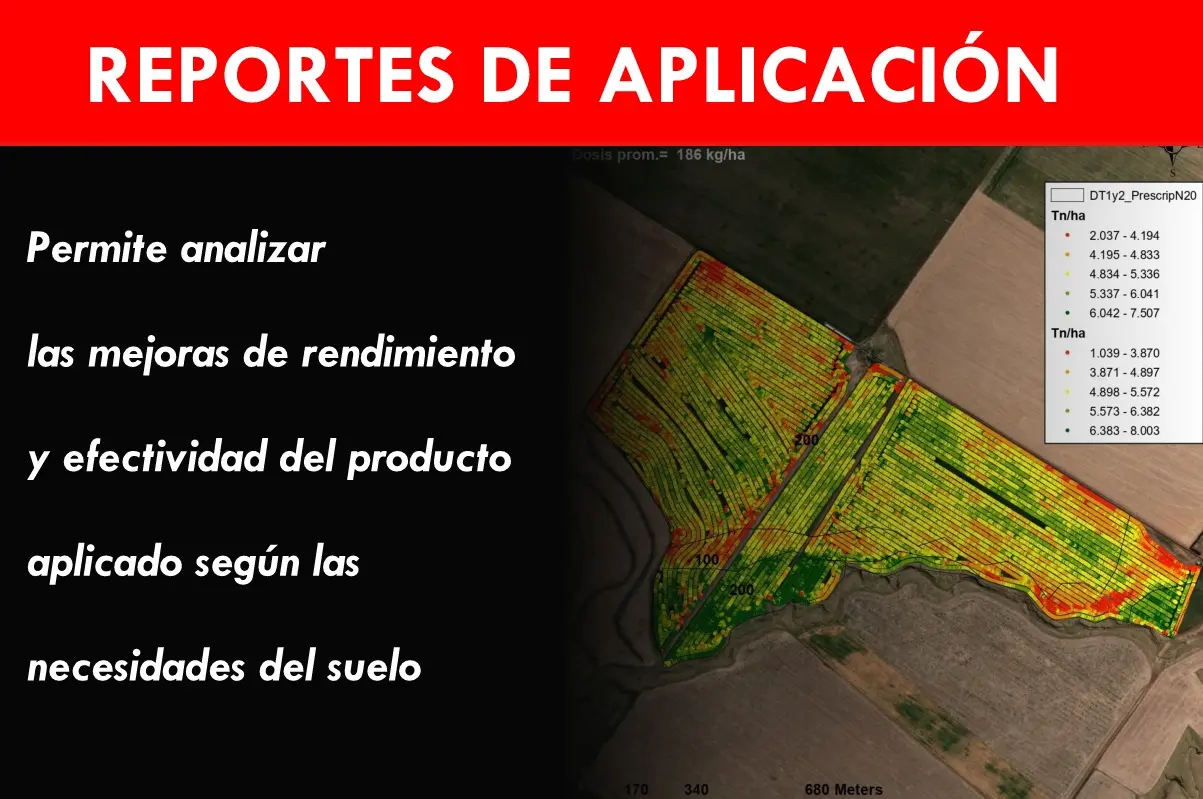 REPORTES DE APLICACIÓN
Dosis prom.= 186 kg/ha
S
Permite analizar
las mejoras de rendimiento
y efectividad del producto
aplicado según las
necesidades del suelo
DT1y2_PrescripN20
Tn/ha
2.037 - 4.194
4.195 - 4.833
4.834 - 5.336
5.337 - 6.041
6.042 - 7.507
Tn/ha
1.039 - 3.870
3.871 - 4.897
4.898 - 5.572
5.573 - 6.382
6.383 - 8.003
200
100
200
170 340 680 Meters